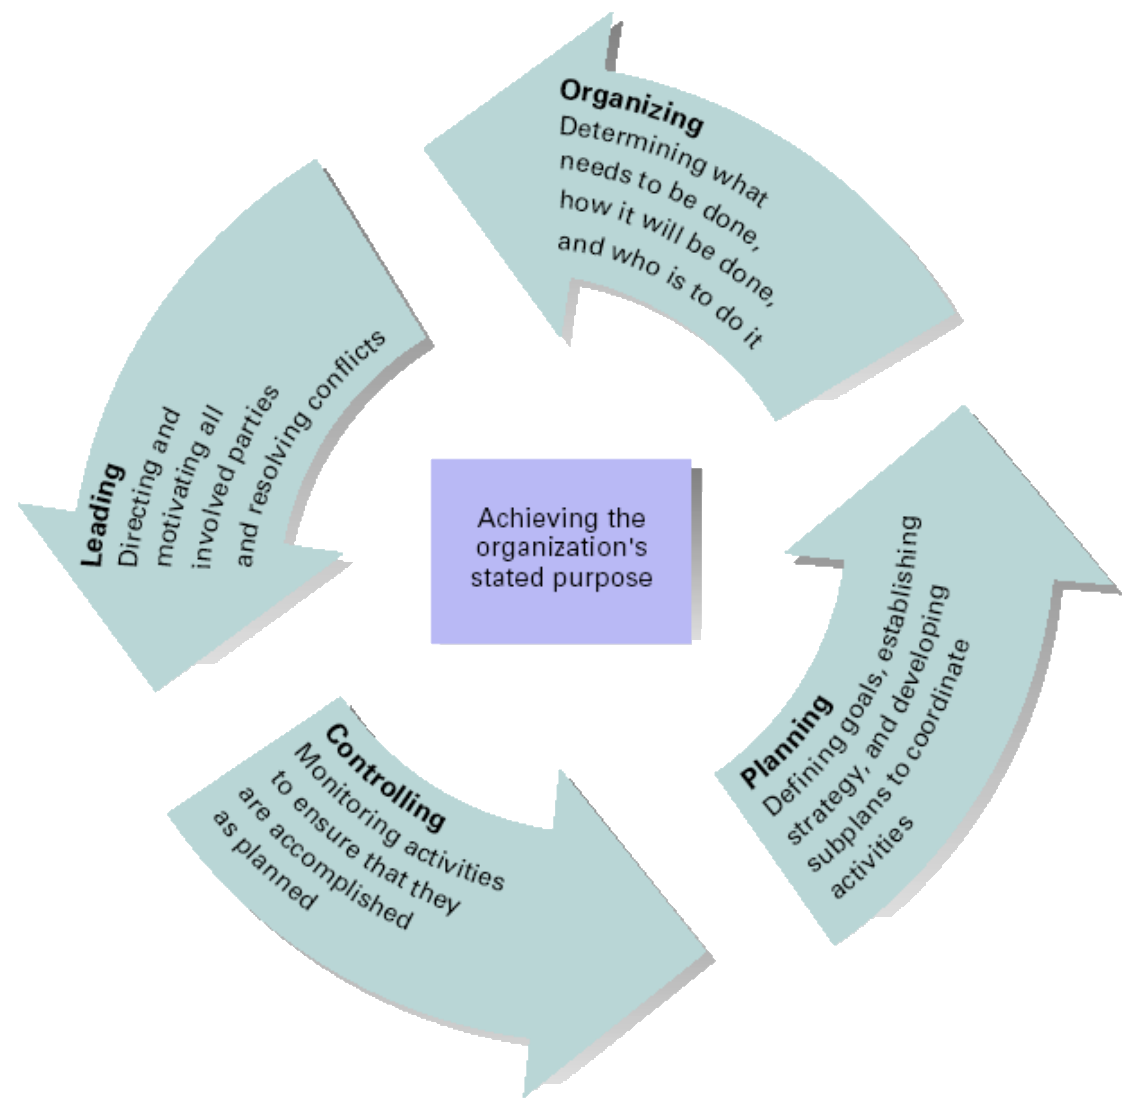 Organizing
Determining what
needs to be done,
how it will be done,
and who is to do it
Leading
Directing and
motivating all
involved parties
and resolving conflicts
Achieving the
organization's
stated purpose
Planning
Defining goals, establishing
strategy, and developing
subplans to coordinate
activities
Controlling
Monitoring activities
to ensure that they
are accomplished
as planned